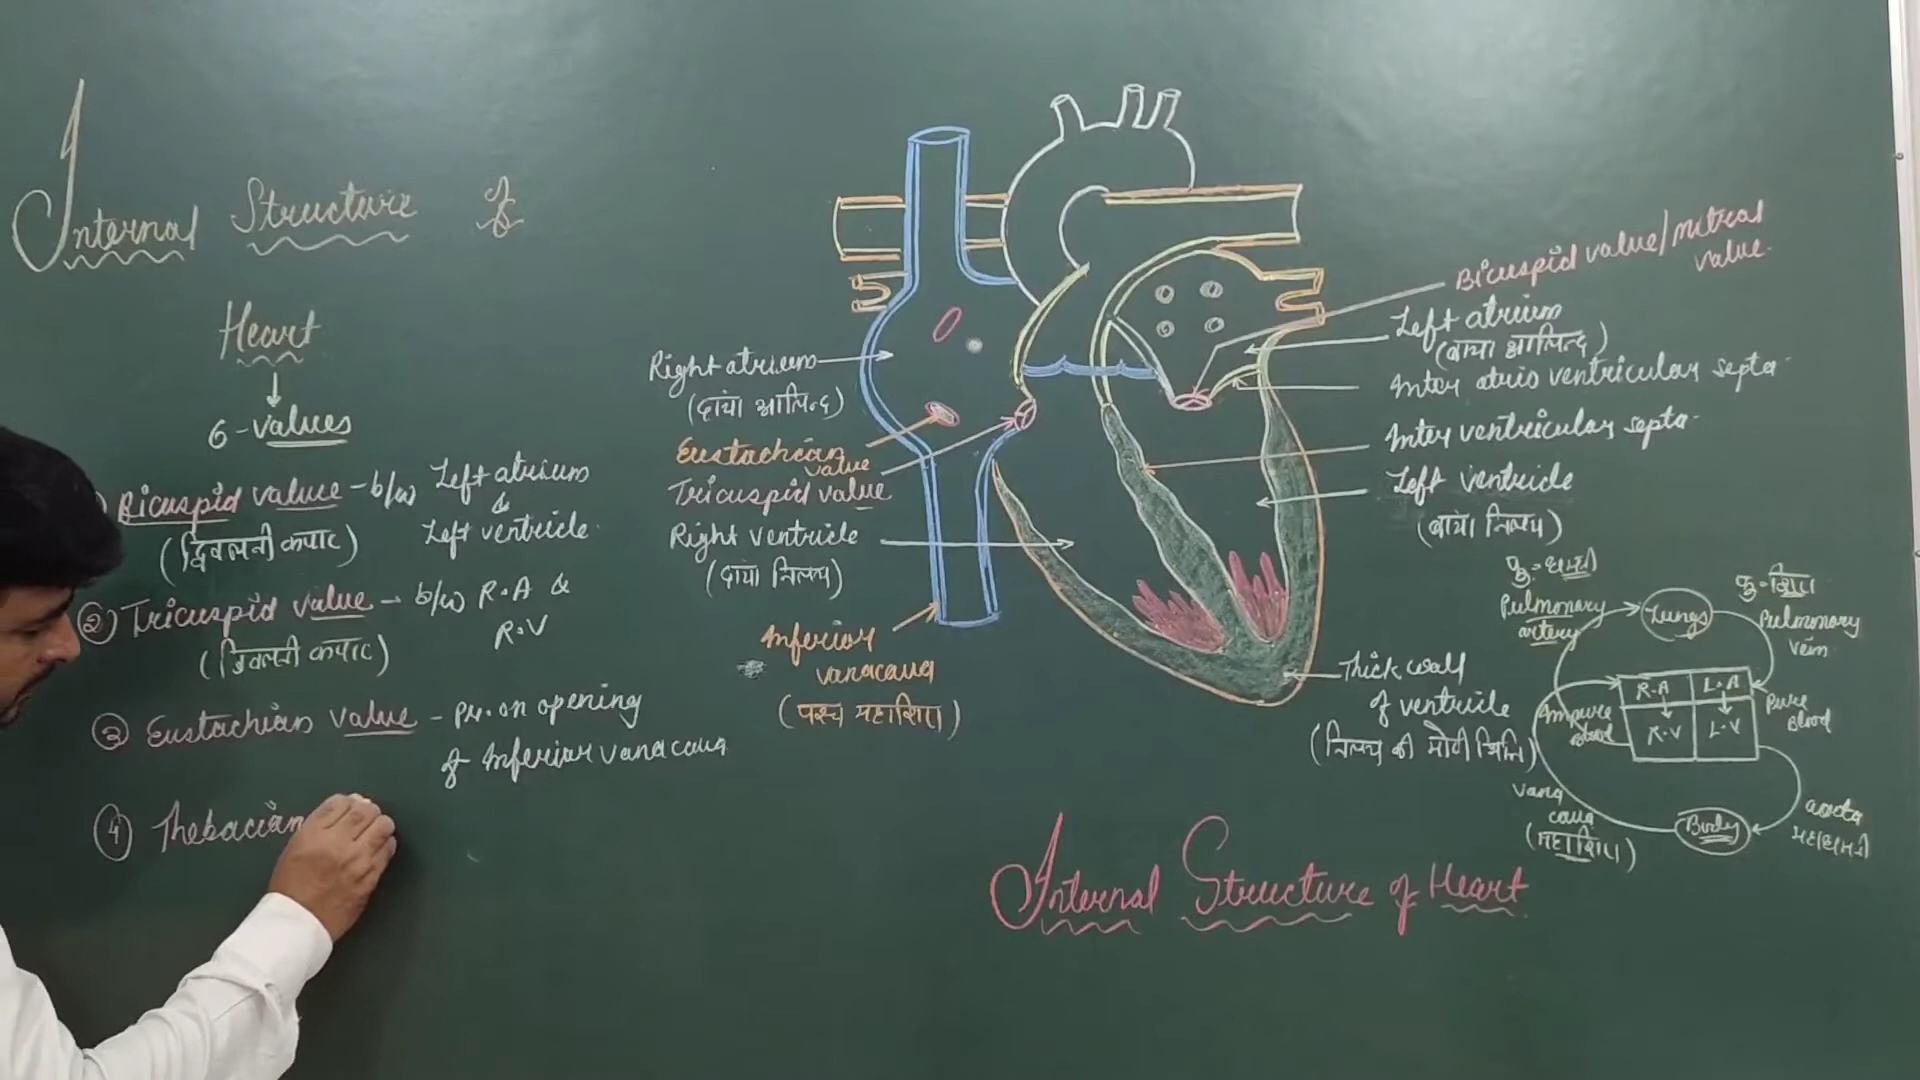 Internal Structure of
Heart
6-values
Bicuspid value - b/w Left atrium
&
Left ventricle.
(द्विवलनी कपाट)
② Tricuspid value - b/w R.A &
R.V
(त्रिवलनी कपाट)
③ Eustachian value - Pr. on opening
of Inferior vanacava
④ Thebacian
Right atrium
(दायां आलिन्द)
Eustachian
value
Tricuspid value
Right ventricle
(दायां निलय)
Inferior
vanacava
(पश्च महाशिरा)
Bicuspid value/mitral
value.
Left atrium
(बायां आलिन्द)
Inter atrio ventricular septa.
Inter ventricular septa.
Left ventricle
(बायां निलय)
Thick wall
of ventricle
(निलय की मोटी भित्ति)
फु.-धमनी
Pulmonary
artery
Lungs
फु-शिरा
Pulmonary
vein
R.A L.A
R.V L.V
Impure
Blood
Pure
Blood
Vana
cava
(महाशिरा)
Body
aorta
महाधमनी
Internal Structure of Heart